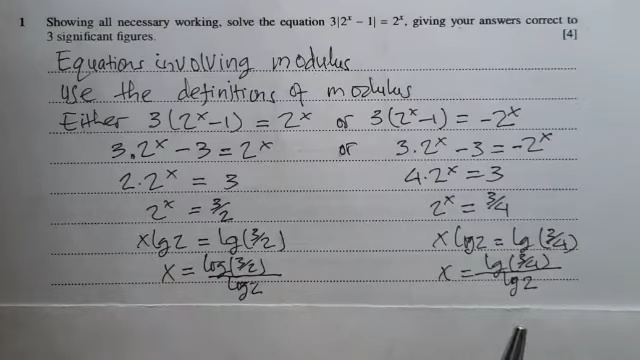 1 Showing all necessary working, solve the equation 3|2ˣ − 1| = 2ˣ, giving your answers correct to
3 significant figures. [4]
Equations involving modulus
Use the definitions of modulus
Either 3(2ˣ-1) = 2ˣ or 3(2ˣ-1) = -2ˣ
3.2ˣ - 3 = 2ˣ or 3.2ˣ - 3 = -2ˣ
2.2ˣ = 3 4.2ˣ = 3
2ˣ = 3/2 2ˣ = 3/4
x lg2 = lg(3/2) x lg2 = lg(3/4)
x = log(3/2)/log2 x = lg(3/4)/lg2